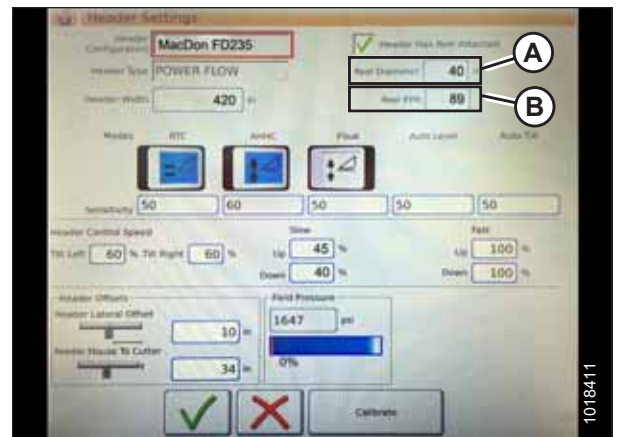 Header Settings
Header Configuration MacDon FD235
Header Has Reel Attached
A
Header Type POWER FLOW
Reel Diameter 40 in
Header Width 420 in
Reel PPR 89
B
Modes RTC AHHC Float Auto Level Auto Tilt
Sensitivity 50 60 50 50 50
Header Control Speed
Slow Fast
Tilt Left 60 % Tilt Right 60 % Up 45 % Up 100 %
Down 40 % Down 100 %
Header Offsets Field Pressure
Header Lateral Offset
10 in 1647 psi
Feeder House To Cutter
34 in 0%
Calibrate
1018411